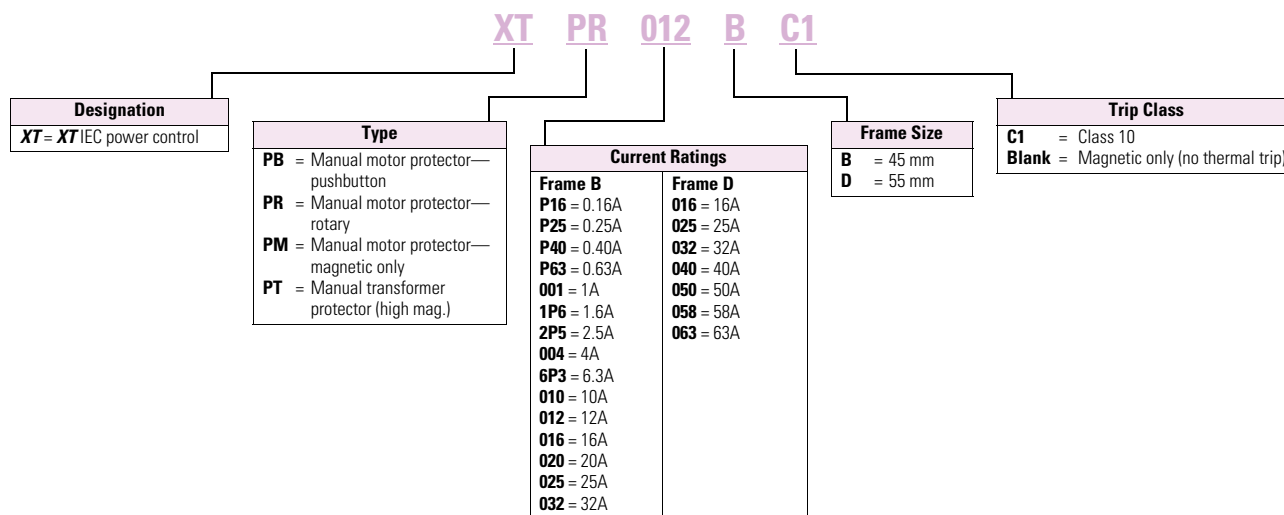 XT PR 012 B C1
Designation
XT = XT IEC power control
Type
PB = Manual motor protector—
pushbutton
PR = Manual motor protector—
rotary
PM = Manual motor protector—
magnetic only
PT = Manual transformer
protector (high mag.)
Current Ratings
Frame B
P16 = 0.16A
P25 = 0.25A
P40 = 0.40A
P63 = 0.63A
001 = 1A
1P6 = 1.6A
2P5 = 2.5A
004 = 4A
6P3 = 6.3A
010 = 10A
012 = 12A
016 = 16A
020 = 20A
025 = 25A
032 = 32A
Frame D
016 = 16A
025 = 25A
032 = 32A
040 = 40A
050 = 50A
058 = 58A
063 = 63A
Frame Size
B = 45 mm
D = 55 mm
Trip Class
C1 = Class 10
Blank = Magnetic only (no thermal trip)